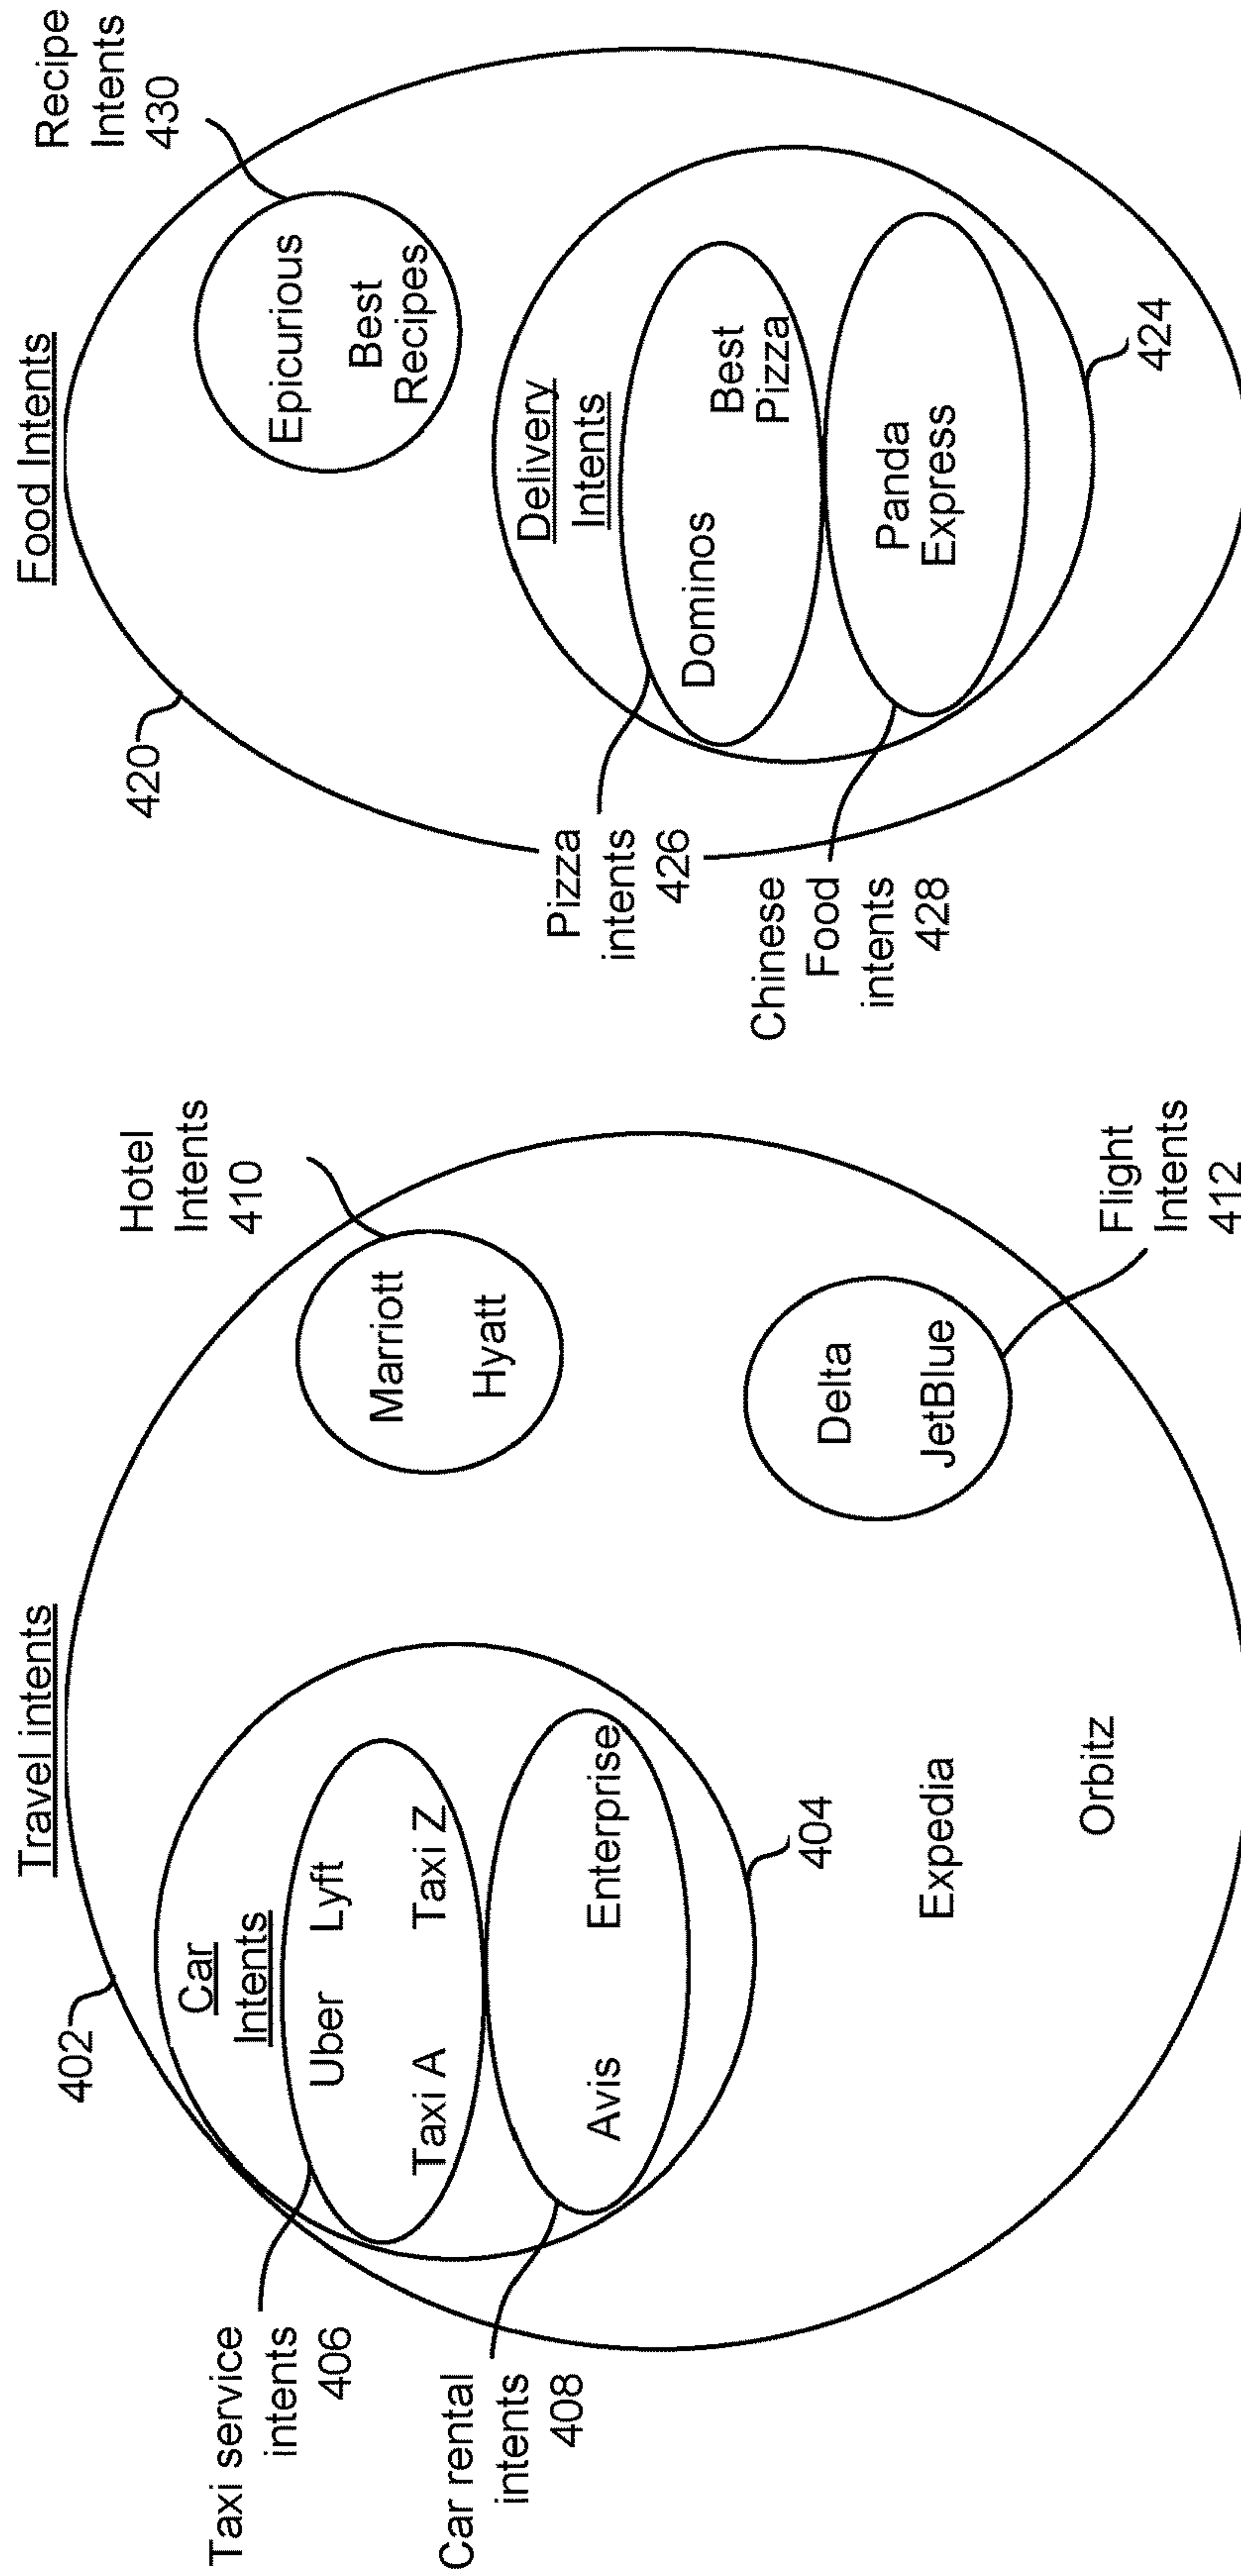 Travel intents
402
Car
Intents
Uber Lyft
Taxi A Taxi Z
Avis Enterprise
404
Taxi service
intents
406
Car rental
intents
408
Hotel
Intents
410
Marriott
Hyatt
Delta
JetBlue
Flight
Intents
412
Expedia
Orbitz
Food Intents
420
Recipe
Intents
430
Epicurious
Best
Recipes
Delivery
Intents
Dominos
Best
Pizza
Panda
Express
424
Pizza
intents
426
Chinese
Food
intents
428